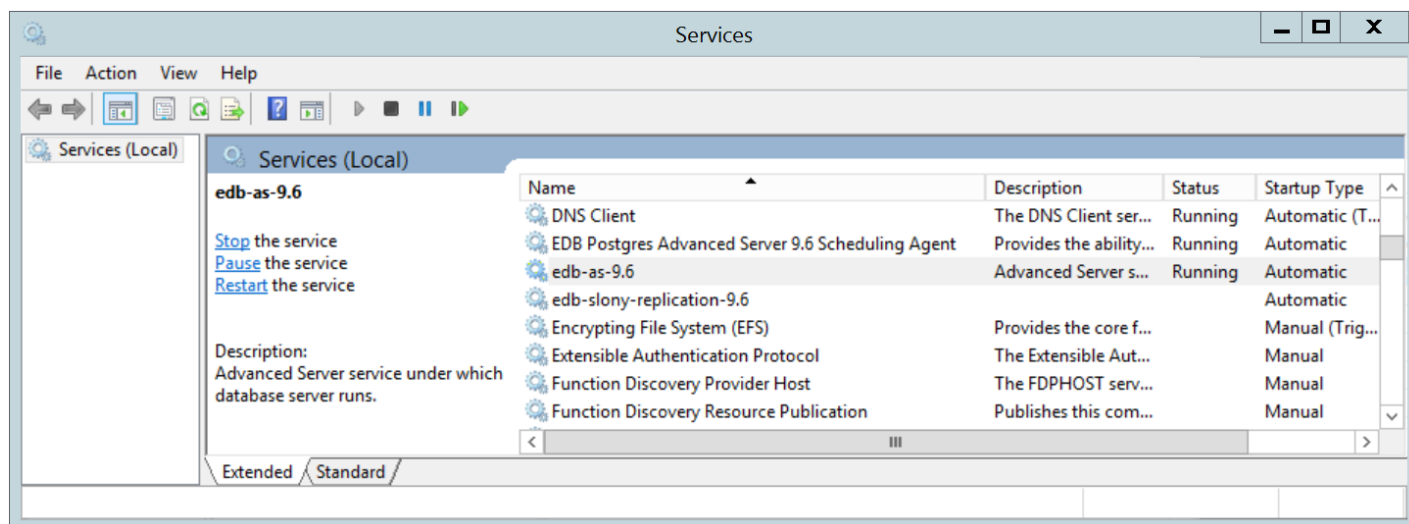 Services
File Action View Help
Services (Local)
Services (Local)
edb-as-9.6
Stop the service
Pause the service
Restart the service
Description:
Advanced Server service under which
database server runs.
Name Description Status Startup Type
DNS Client The DNS Client ser... Running Automatic (T...
EDB Postgres Advanced Server 9.6 Scheduling Agent Provides the ability... Running Automatic
edb-as-9.6 Advanced Server s... Running Automatic
edb-slony-replication-9.6 Automatic
Encrypting File System (EFS) Provides the core f... Manual (Trig...
Extensible Authentication Protocol The Extensible Aut... Manual
Function Discovery Provider Host The FDPHOST serv... Manual
Function Discovery Resource Publication Publishes this com... Manual
Extended Standard